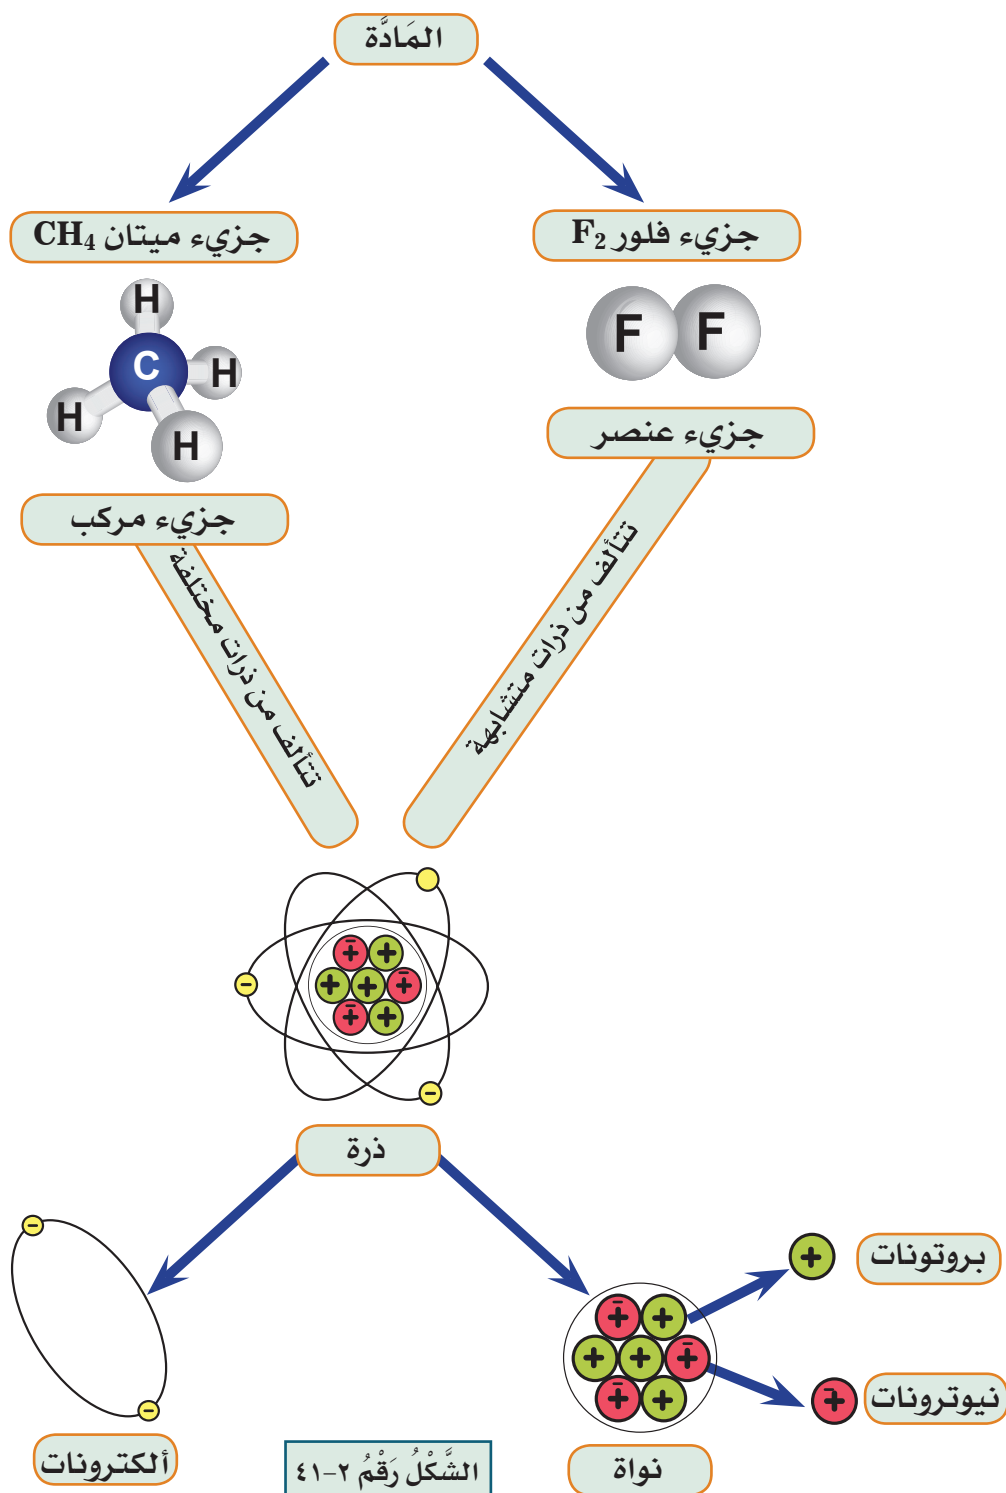 المَادَّة
جزيء فلور F₂
جزيء ميتان CH₄
F F
H
C
H
H
H
جزيء عنصر
جزيء مركب
تتألف من ذرات متشابهة
تتألف من ذرات مختلفة
+ +
+ + +
+ +
−
−
ذرة
بروتونات
+
نيوترونات
+
نواة
ألكترونات
−
−
الشَّكْلُ رَقْمُ ٢-٤١